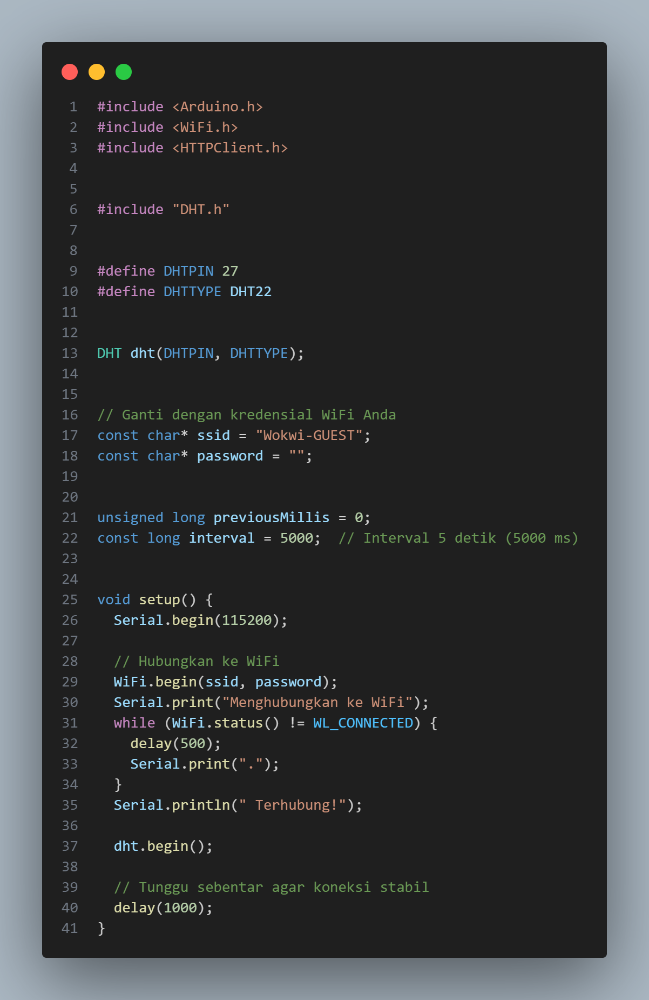 1 #include <Arduino.h>
2 #include <WiFi.h>
3 #include <HTTPClient.h>
4
5
6 #include "DHT.h"
7
8
9 #define DHTPIN 27
10 #define DHTTYPE DHT22
11
12
13 DHT dht(DHTPIN, DHTTYPE);
14
15
16 // Ganti dengan kredensial WiFi Anda
17 const char* ssid = "Wokwi-GUEST";
18 const char* password = "";
19
20
21 unsigned long previousMillis = 0;
22 const long interval = 5000;  // Interval 5 detik (5000 ms)
23
24
25 void setup() {
26   Serial.begin(115200);
27
28   // Hubungkan ke WiFi
29   WiFi.begin(ssid, password);
30   Serial.print("Menghubungkan ke WiFi");
31   while (WiFi.status() != WL_CONNECTED) {
32     delay(500);
33     Serial.print(".");
34   }
35   Serial.println(" Terhubung!");
36
37   dht.begin();
38
39   // Tunggu sebentar agar koneksi stabil
40   delay(1000);
41 }